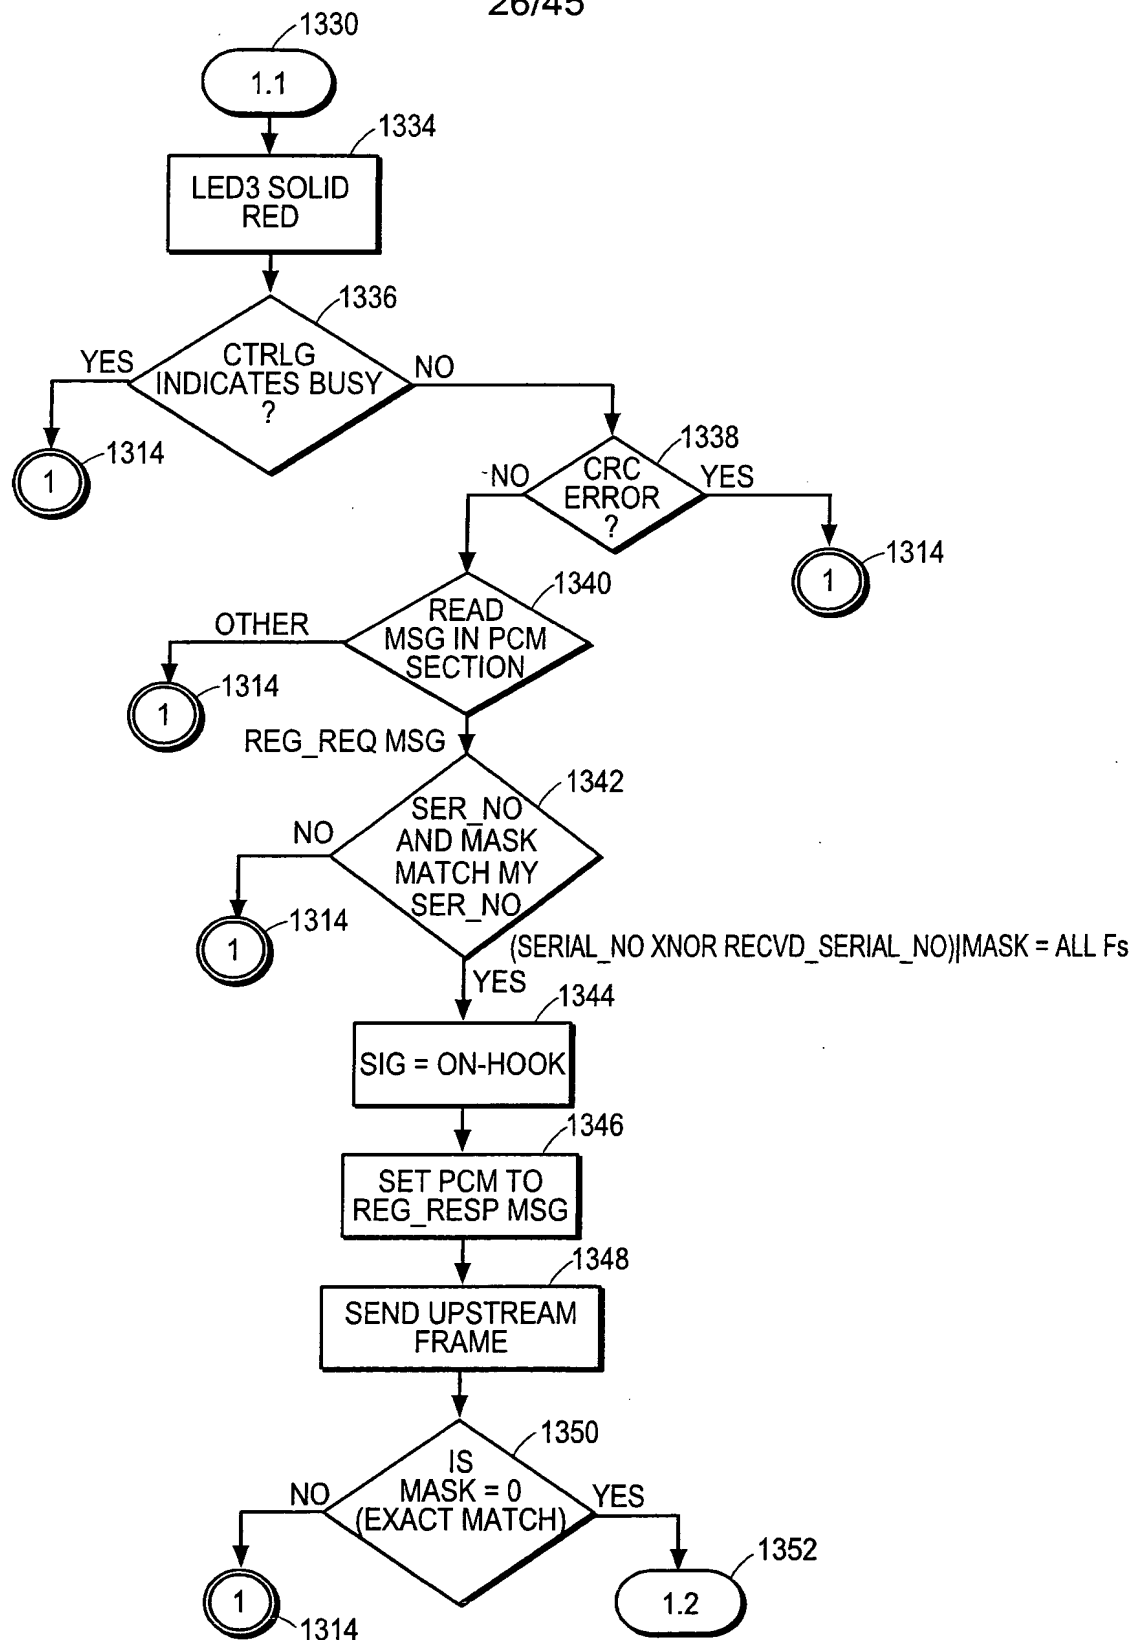 26/45
1330
1.1
1334
LED3 SOLID
RED
1336
CTRLG
INDICATES BUSY
?
YES
NO
1314
1
1338
CRC
ERROR
?
NO
YES
1314
1
1340
READ
MSG IN PCM
SECTION
OTHER
1314
1
REG_REQ MSG
1342
SER_NO
AND MASK
MATCH MY
SER_NO
NO
1314
1
(SERIAL_NO XNOR RECVD_SERIAL_NO)|MASK = ALL Fs
YES
1344
SIG = ON-HOOK
1346
SET PCM TO
REG_RESP MSG
1348
SEND UPSTREAM
FRAME
1350
IS
MASK = 0
(EXACT MATCH)
NO
YES
1352
1
1.2
1314